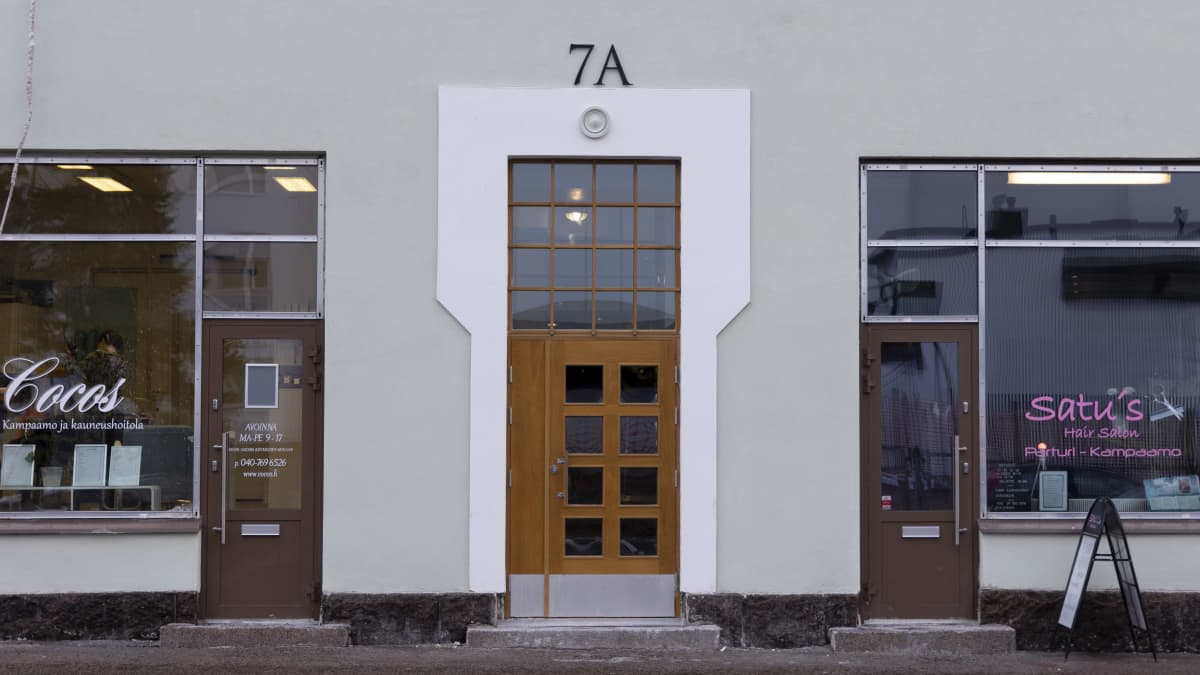 7A
Cocos
Kampaamo ja kauneushoitola
AVOINNA
MA-PE 9-17
p. 040-769 6526
www.cocos.fi
Satu´s
Hair Salon
Parturi - Kampaamo